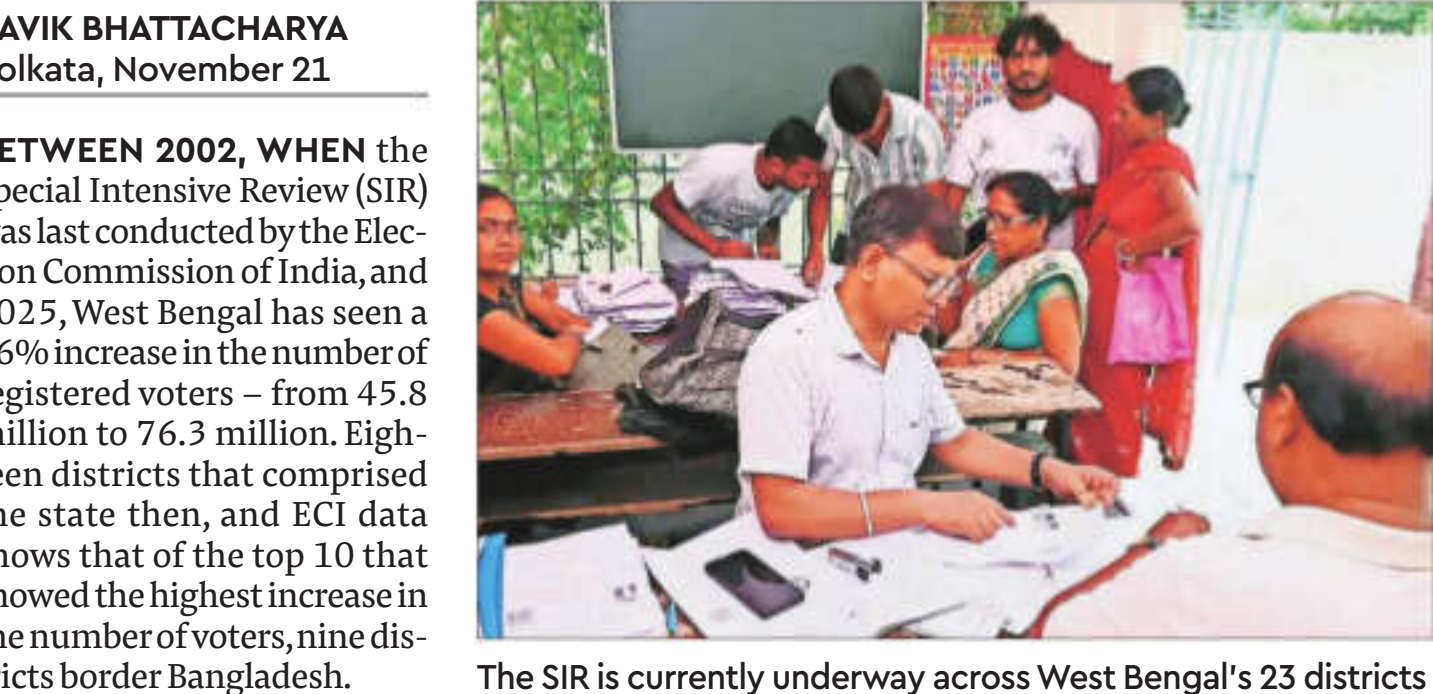 AVIK BHATTACHARYA
olkata, November 21
ETWEEN 2002, WHEN the
pecial Intensive Review (SIR)
as last conducted by the Elec-
on Commission of India, and
025, West Bengal has seen a
6% increase in the number of
egistered voters – from 45.8
illion to 76.3 million. Eigh-
een districts that comprised
he state then, and ECI data
hows that of the top 10 that
howed the highest increase in
he number of voters, nine dis-
ricts border Bangladesh.
The SIR is currently underway across West Bengal's 23 districts